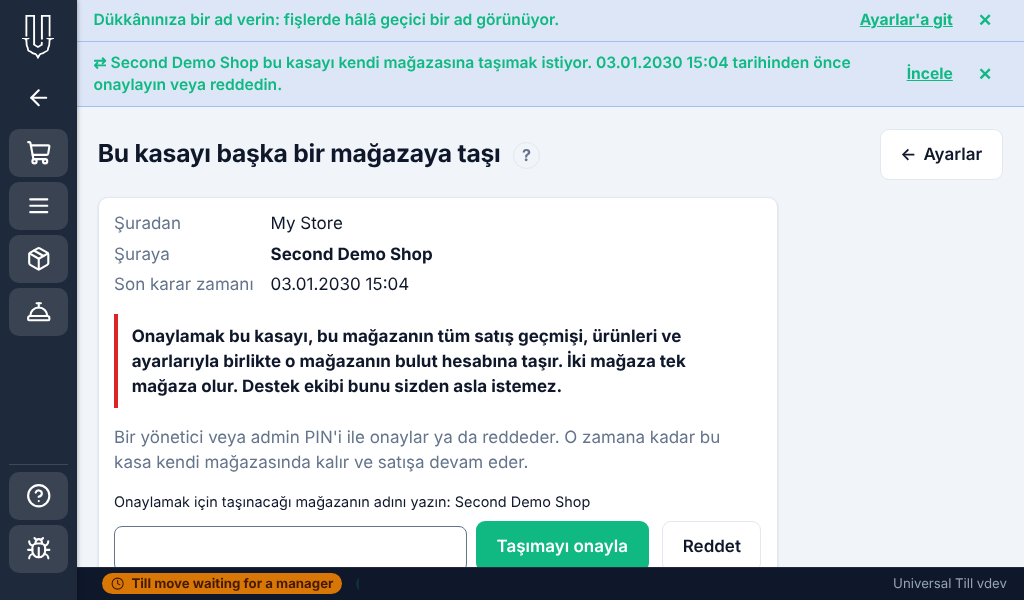 Dükkânınıza bir ad verin: fişlerde hâlâ geçici bir ad görünüyor.
Ayarlar'a git ✕
⇄ Second Demo Shop bu kasayı kendi mağazasına taşımak istiyor. 03.01.2030 15:04 tarihinden önce
onaylayın veya reddedin.
İncele ✕
Bu kasayı başka bir mağazaya taşı ?
← Ayarlar
Şuradan My Store
Şuraya Second Demo Shop
Son karar zamanı 03.01.2030 15:04
Onaylamak bu kasayı, bu mağazanın tüm satış geçmişi, ürünleri ve
ayarlarıyla birlikte o mağazanın bulut hesabına taşır. İki mağaza tek
mağaza olur. Destek ekibi bunu sizden asla istemez.
Bir yönetici veya admin PIN'i ile onaylar ya da reddeder. O zamana kadar bu
kasa kendi mağazasında kalır ve satışa devam eder.
Onaylamak için taşınacağı mağazanın adını yazın: Second Demo Shop
Taşımayı onayla
Reddet
Till move waiting for a manager
Universal Till vdev